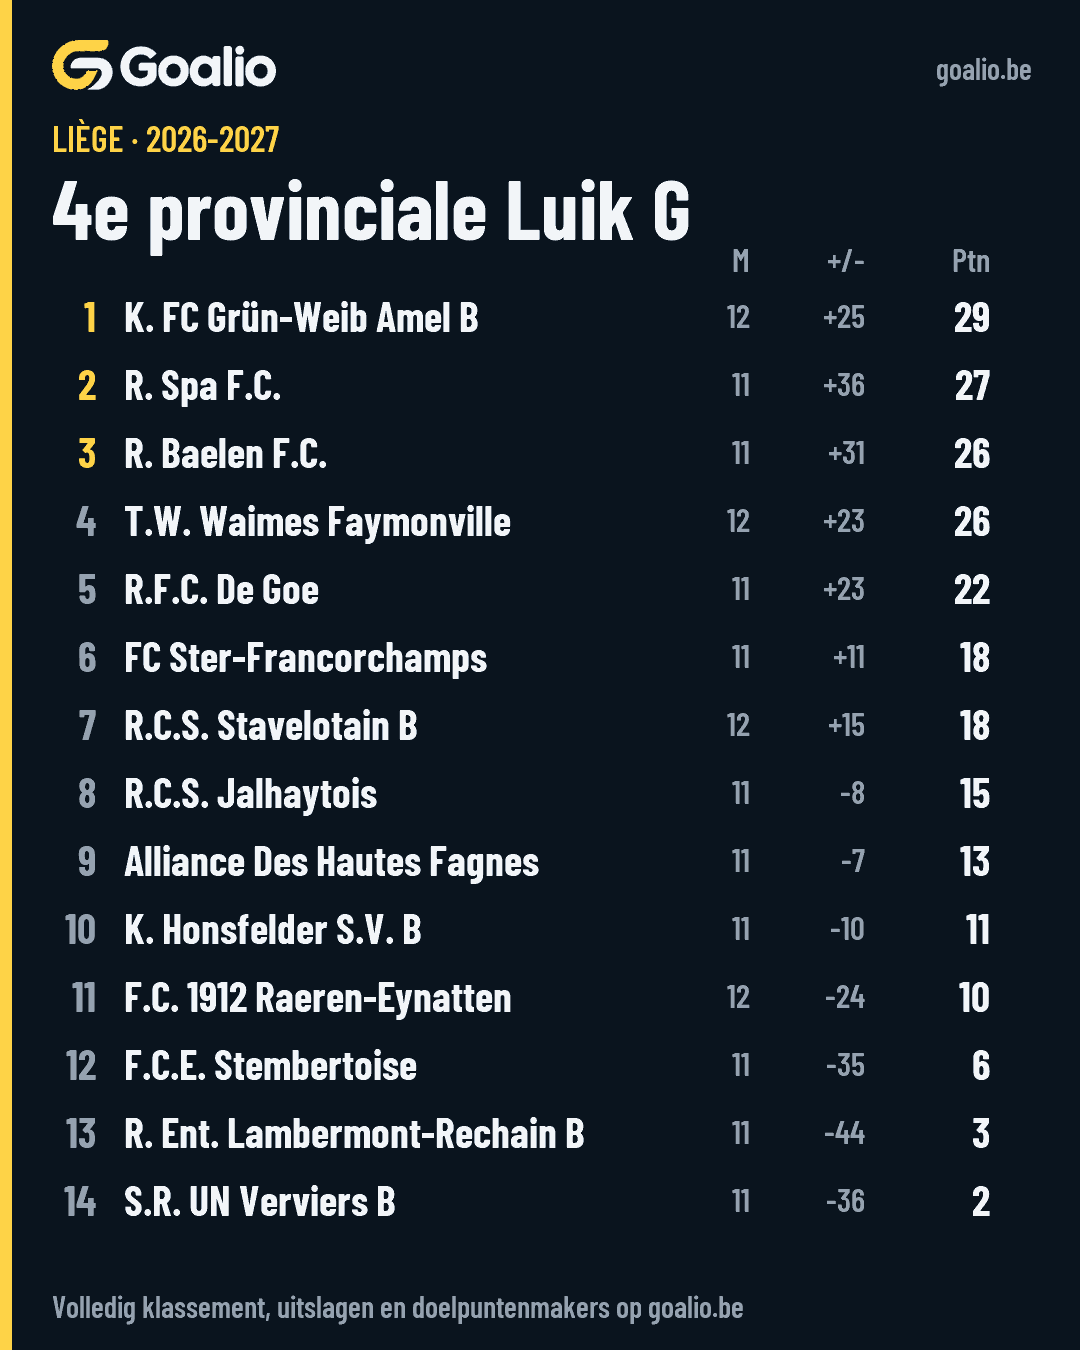 Goalio
goalio.be
LIÈGE · 2026-2027
4e provinciale Luik G
M +/- Ptn
1 K. FC Grün-Weib Amel B 12 +25 29
2 R. Spa F.C. 11 +36 27
3 R. Baelen F.C. 11 +31 26
4 T.W. Waimes Faymonville 12 +23 26
5 R.F.C. De Goe 11 +23 22
6 FC Ster-Francorchamps 11 +11 18
7 R.C.S. Stavelotain B 12 +15 18
8 R.C.S. Jalhaytois 11 -8 15
9 Alliance Des Hautes Fagnes 11 -7 13
10 K. Honsfelder S.V. B 11 -10 11
11 F.C. 1912 Raeren-Eynatten 12 -24 10
12 F.C.E. Stembertoise 11 -35 6
13 R. Ent. Lambermont-Rechain B 11 -44 3
14 S.R. UN Verviers B 11 -36 2
Volledig klassement, uitslagen en doelpuntenmakers op goalio.be